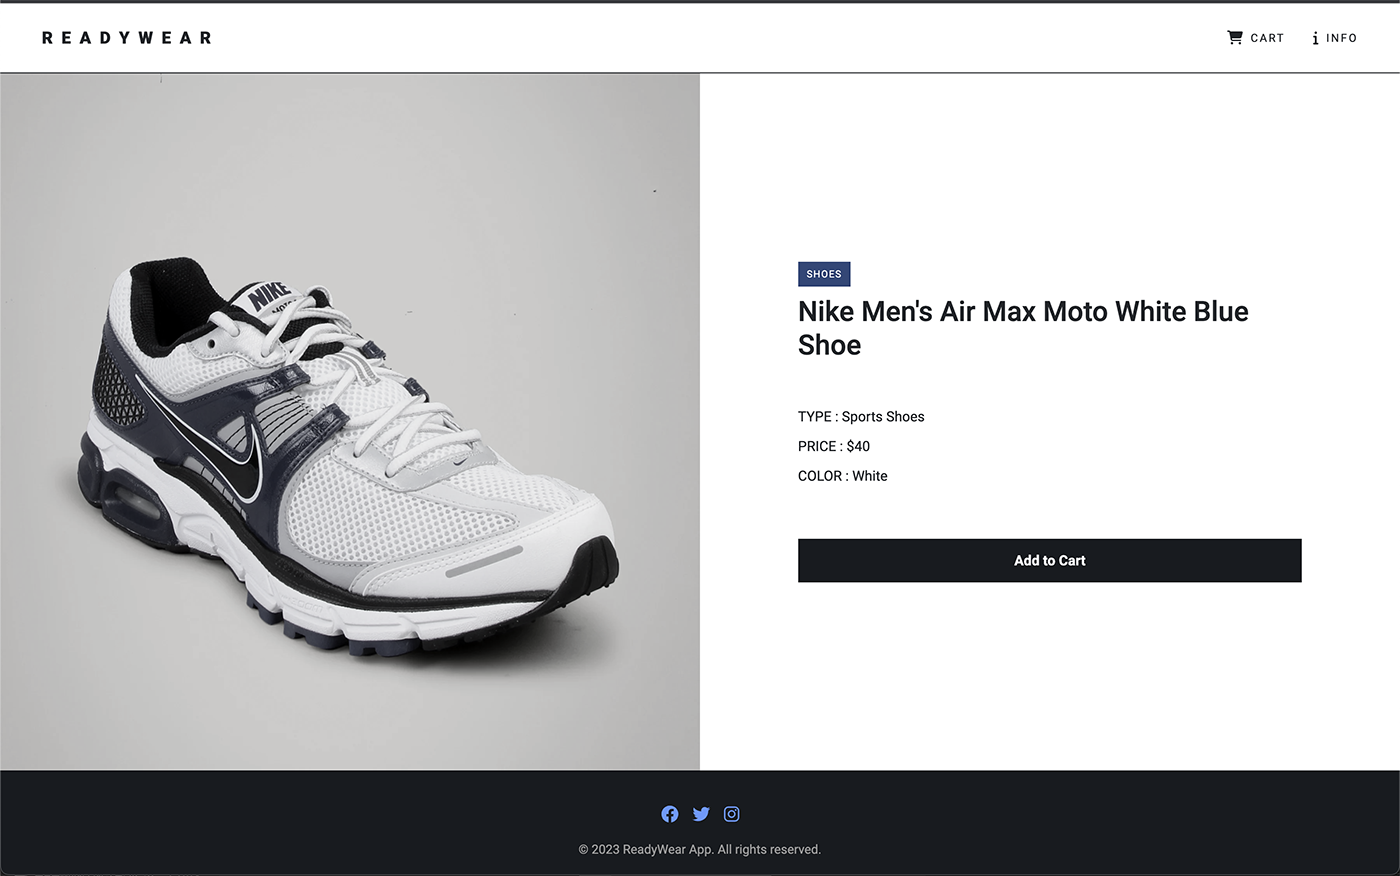 READYWEAR
CART
INFO
NIKE
SHOES
Nike Men's Air Max Moto White Blue
Shoe
TYPE : Sports Shoes
PRICE : $40
COLOR : White
Add to Cart
© 2023 ReadyWear App. All rights reserved.